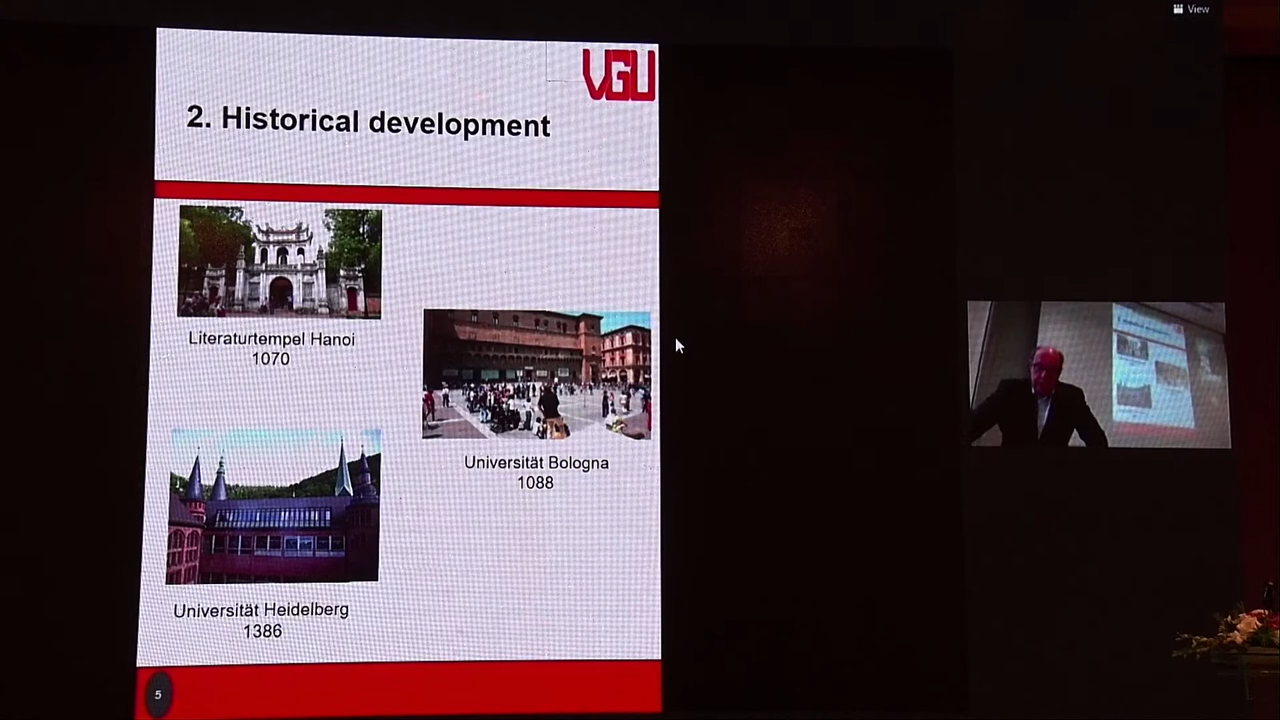 View
VGU
2. Historical development
Literaturtempel Hanoi
1070
Universität Bologna
1088
Universität Heidelberg
1386
5